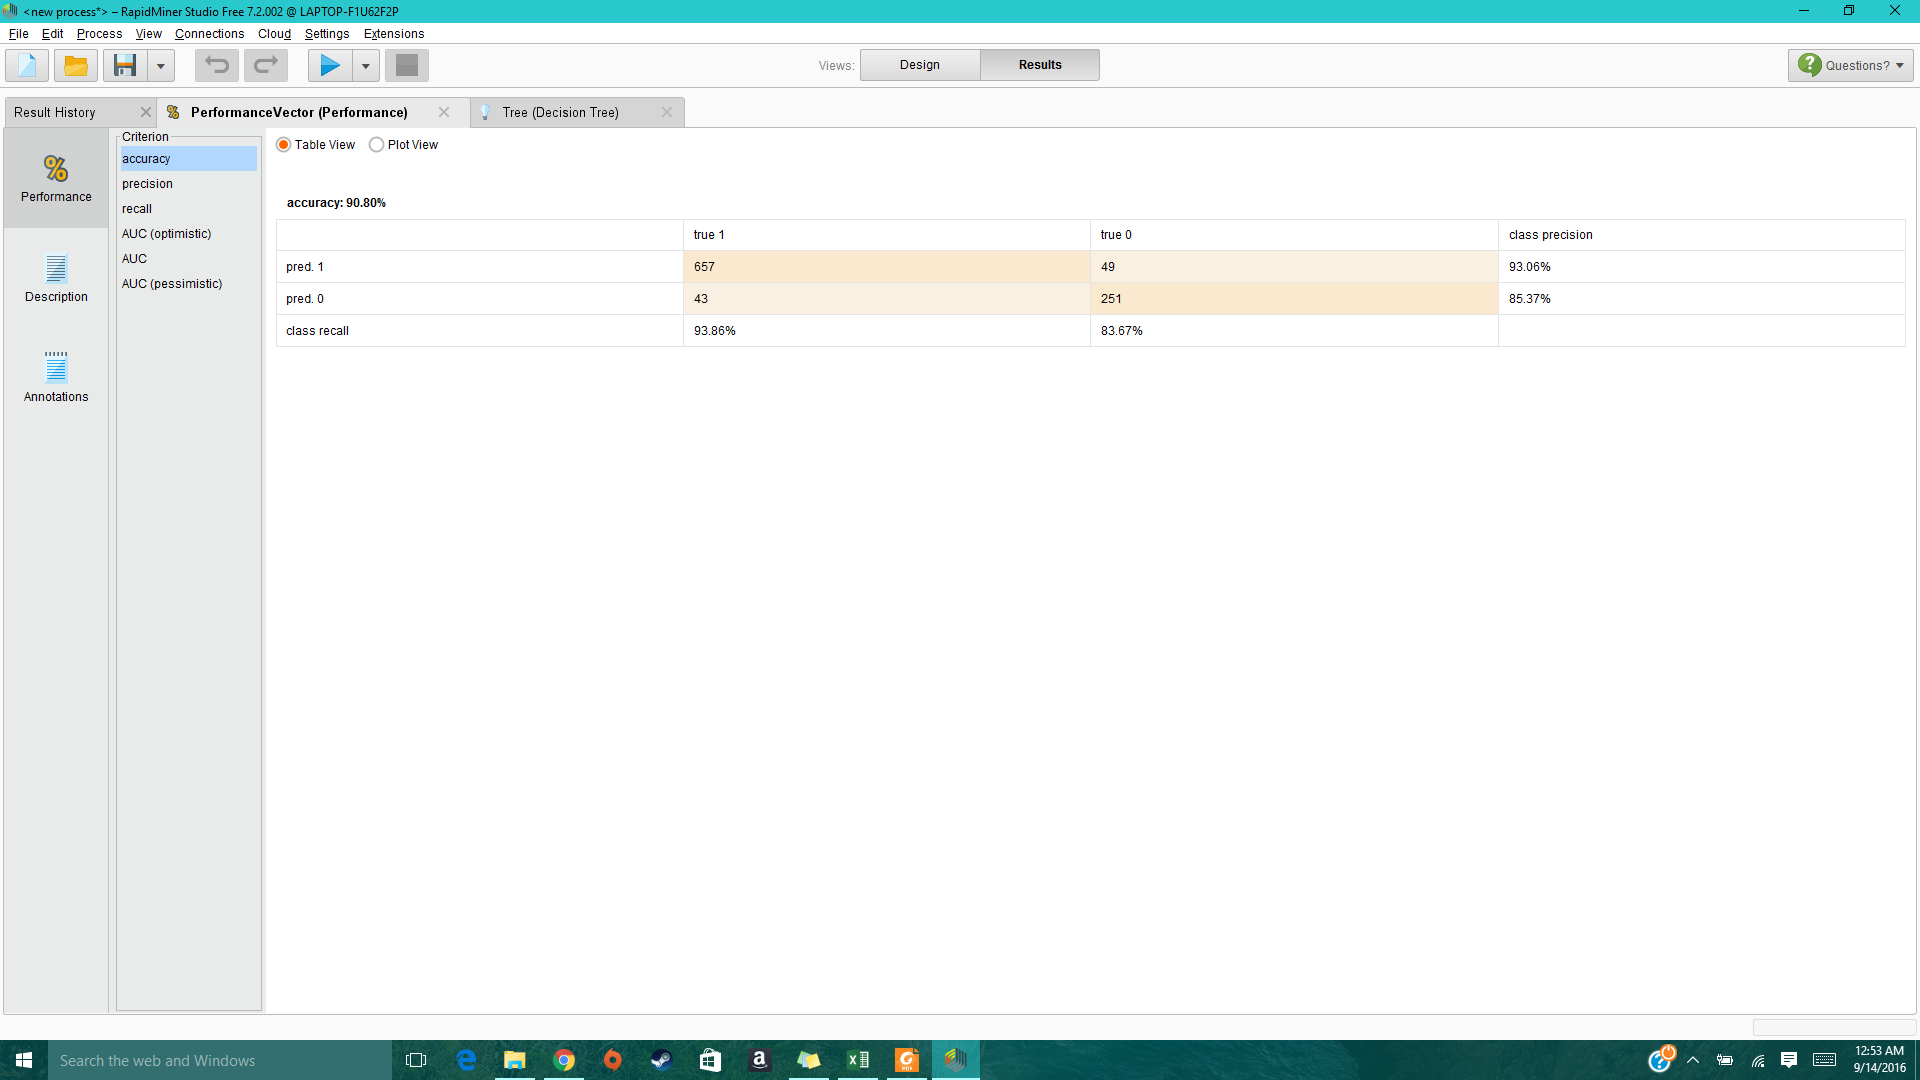 <new process*> – RapidMiner Studio Free 7.2.002 @ LAPTOP-F1U62F2P
File Edit Process View Connections Cloud Settings Extensions
Views: Design Results
Questions?
Result History PerformanceVector (Performance) Tree (Decision Tree)
Criterion
accuracy
precision
recall
AUC (optimistic)
AUC
AUC (pessimistic)
% Performance
Description
Annotations
Table View Plot View
accuracy: 90.80%
true 1 true 0 class precision
pred. 1 657 49 93.06%
pred. 0 43 251 85.37%
class recall 93.86% 83.67%
Search the web and Windows
12:53 AM
9/14/2016